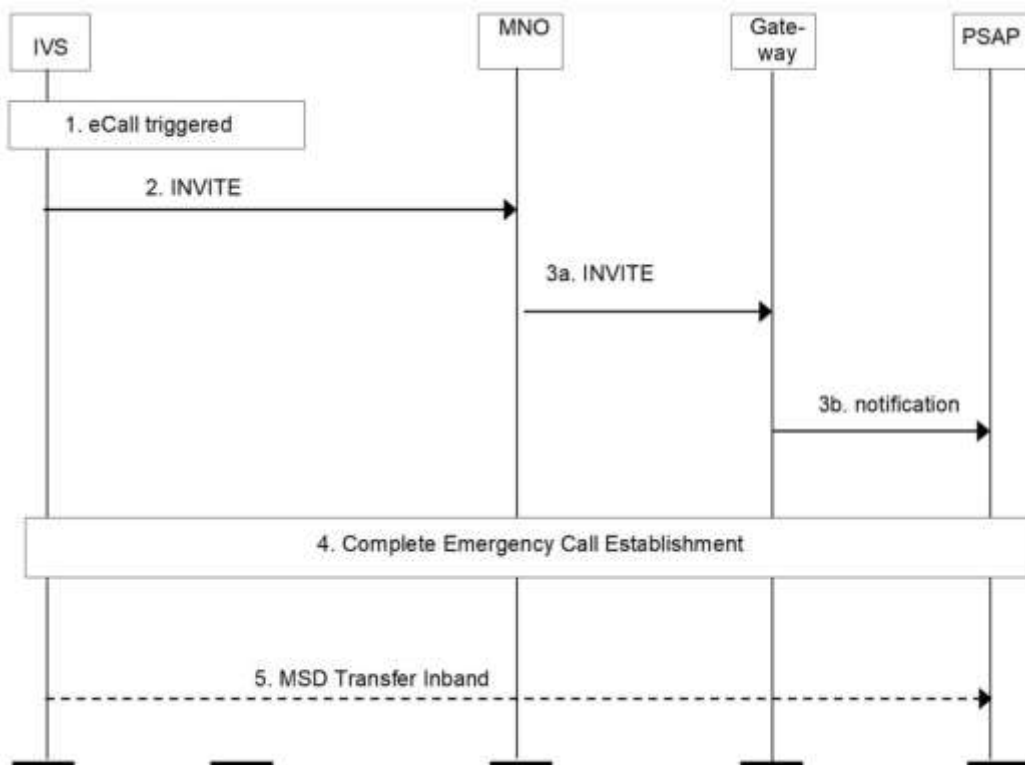 IVS
MNO
Gate-
way
PSAP
1. eCall triggered
2. INVITE
3a. INVITE
3b. notification
4. Complete Emergency Call Establishment
5. MSD Transfer Inband